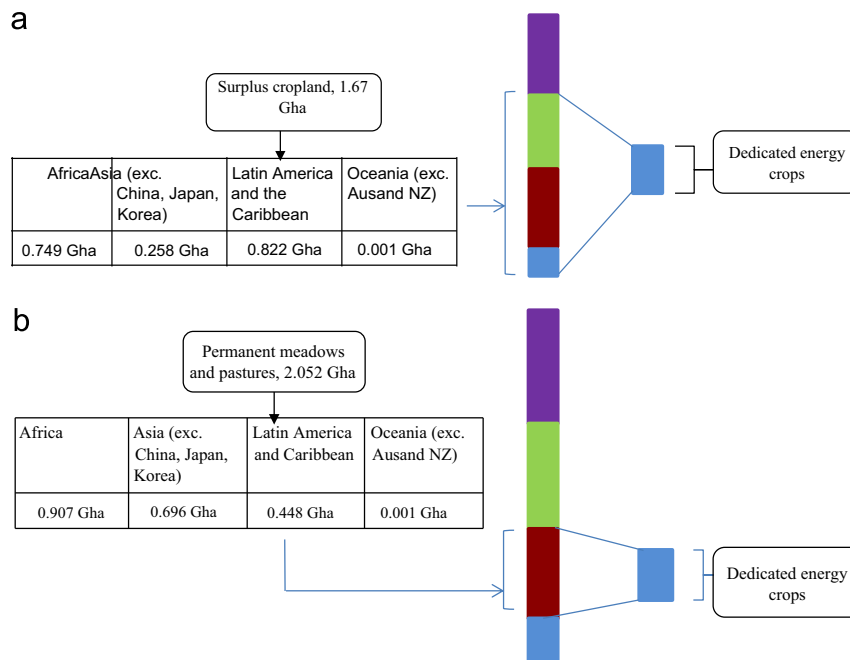 a
Surplus cropland, 1.67
Gha
AfricaAsia (exc.
China, Japan,
Korea)
Latin America
and the
Caribbean
Oceania (exc.
Ausand NZ)
0.749 Gha
0.258 Gha
0.822 Gha
0.001 Gha
Dedicated energy
crops
b
Permanent meadows
and pastures, 2.052 Gha
Africa
Asia (exc.
China, Japan,
Korea)
Latin America
and Caribbean
Oceania (exc.
Ausand NZ)
0.907 Gha
0.696 Gha
0.448 Gha
0.001 Gha
Dedicated energy
crops